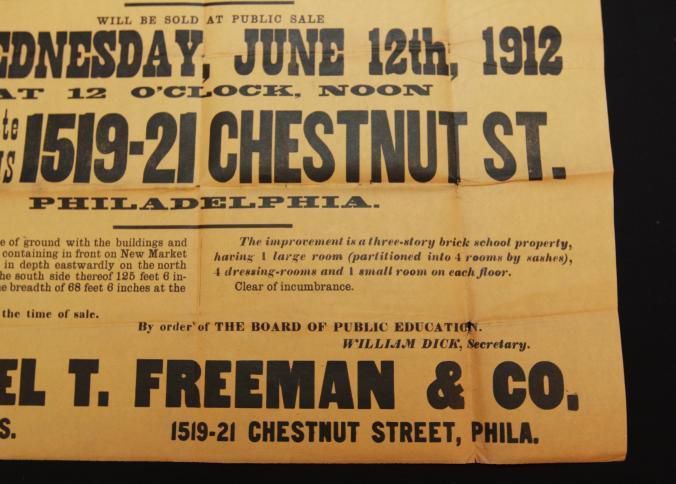 WILL BE SOLD AT PUBLIC SALE
EDNESDAY, JUNE 12th, 1912
AT 12 O'CLOCK, NOON
te
1519-21 CHESTNUT ST.
PHILADELPHIA.
e of ground with the buildings and
containing in front on New Market
in depth eastwardly on the north
he south side thereof 125 feet 6 in-
e breadth of 68 feet 6 inches at the
the time of sale.
The improvement is a three-story brick school property,
having 1 large room (partitioned into 4 rooms by sashes),
4 dressing-rooms and 1 small room on each floor.
Clear of incumbrance.
By order of THE BOARD OF PUBLIC EDUCATION.
WILLIAM DICK, Secretary.
EL T. FREEMAN & CO.
S.
1519-21 CHESTNUT STREET, PHILA.